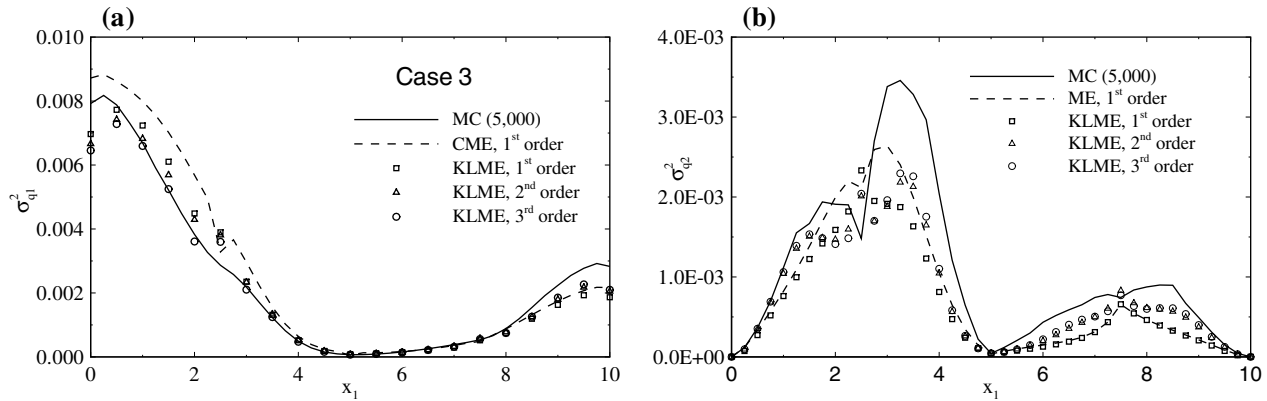 (a)
0.010
0.008
0.006
0.004
0.002
0.000
σ²q1
0
2
4
6
8
10
x₁
Case 3
MC (5,000)
CME, 1st order
KLME, 1st order
KLME, 2nd order
KLME, 3rd order
(b)
4.0E-03
3.0E-03
2.0E-03
1.0E-03
0.0E+00
σ²q2
0
2
4
6
8
10
x₁
MC (5,000)
ME, 1st order
KLME, 1st order
KLME, 2nd order
KLME, 3rd order